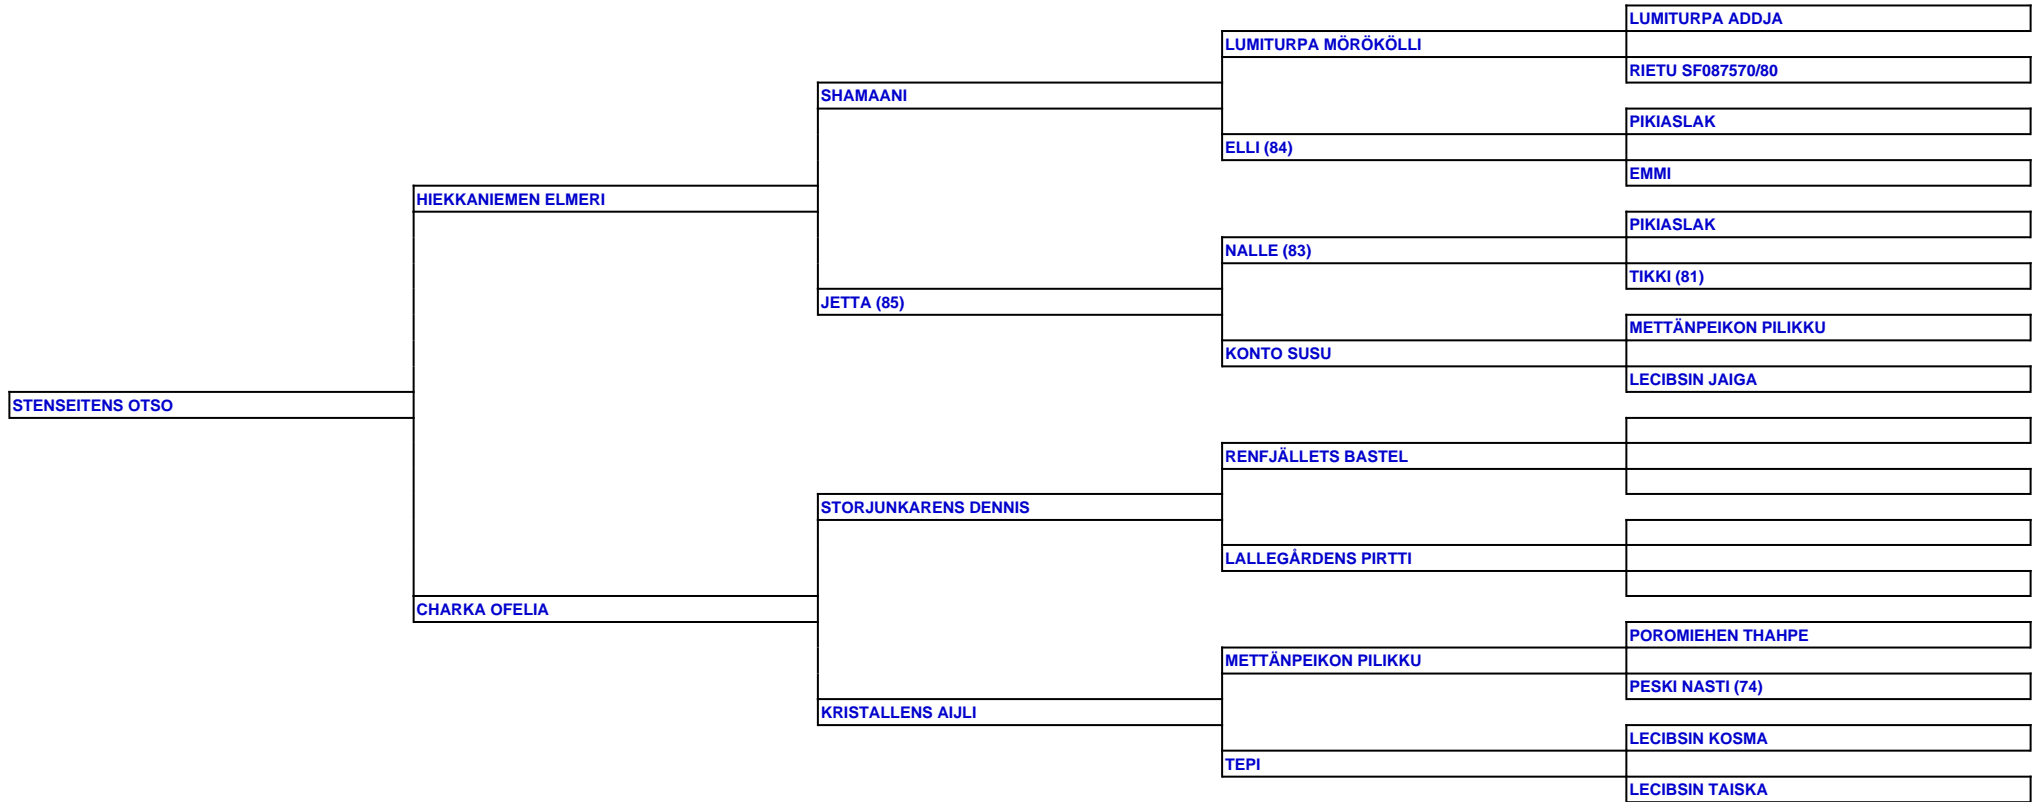 LUMITURPA ADDJA
LUMITURPA MÖRÖKÖLLI
RIETU SF087570/80
SHAMAANI
PIKIASLAK
ELLI (84)
EMMI
HIEKKANIEMEN ELMERI
PIKIASLAK
NALLE (83)
TIKKI (81)
JETTA (85)
METTÄNPEIKON PILIKKU
KONTO SUSU
LECIBSIN JAIGA
STENSEITENS OTSO
RENFJÄLLETS BASTEL
STORJUNKARENS DENNIS
LALLEGÅRDENS PIRTTI
CHARKA OFELIA
POROMIEHEN THAHPE
METTÄNPEIKON PILIKKU
PESKI NASTI (74)
KRISTALLENS AIJLI
LECIBSIN KOSMA
TEPI
LECIBSIN TAISKA